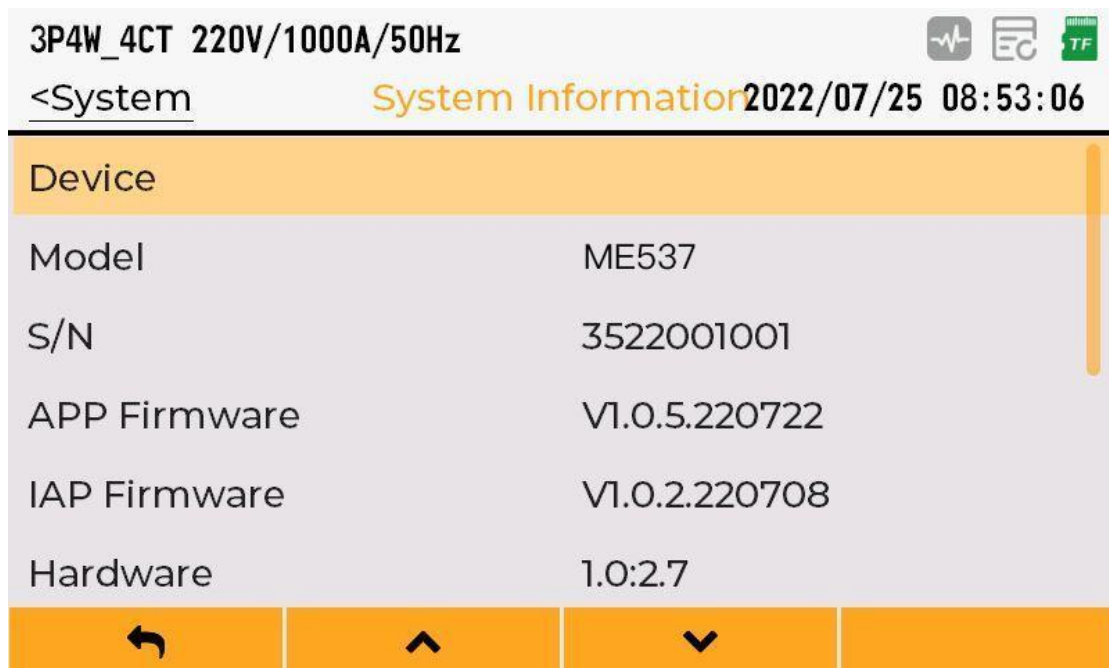 3P4W_4CT 220V/1000A/50Hz
TF
<System System Information 2022/07/25 08:53:06
Device
Model ME537
S/N 3522001001
APP Firmware V1.0.5.220722
IAP Firmware V1.0.2.220708
Hardware 1.0:2.7